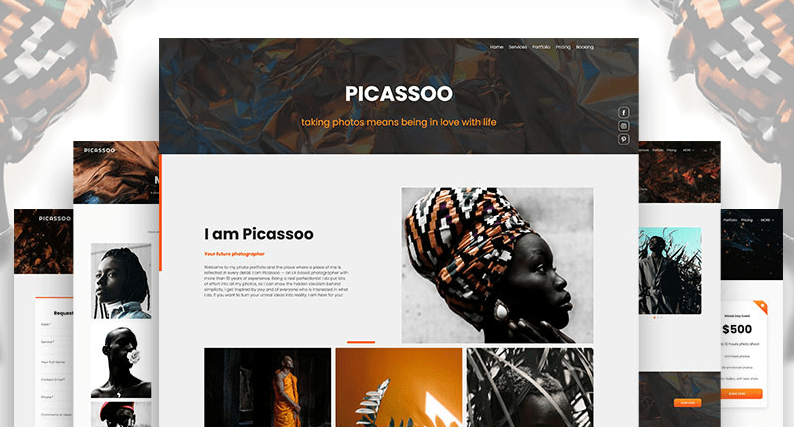 Home Services Portfolio Pricing Booking
PICASSOO
taking photos means being in love with life
PICASSOO
Portfolio Pricing MORE
PICASSOO
Portfolio Pricing MORE
I am Picassoo
Your future photographer
Welcome to my photo portfolio and the place where a piece of me is
reflected in every detail. I am Picassoo — an LA based photographer with
more than 10 years of experience. Being a real perfectionist I do put lots
of effort into all my photos, so I can show the hidden idealism behind
simplicity. I get inspired by you and of everyone who is interested in what
I do. If you want to turn your unreal ideas into reality, I am here for you!
Request
Date*
Service*
Your Full Name
Contact Email*
Phone*
Comments or ideas
$500